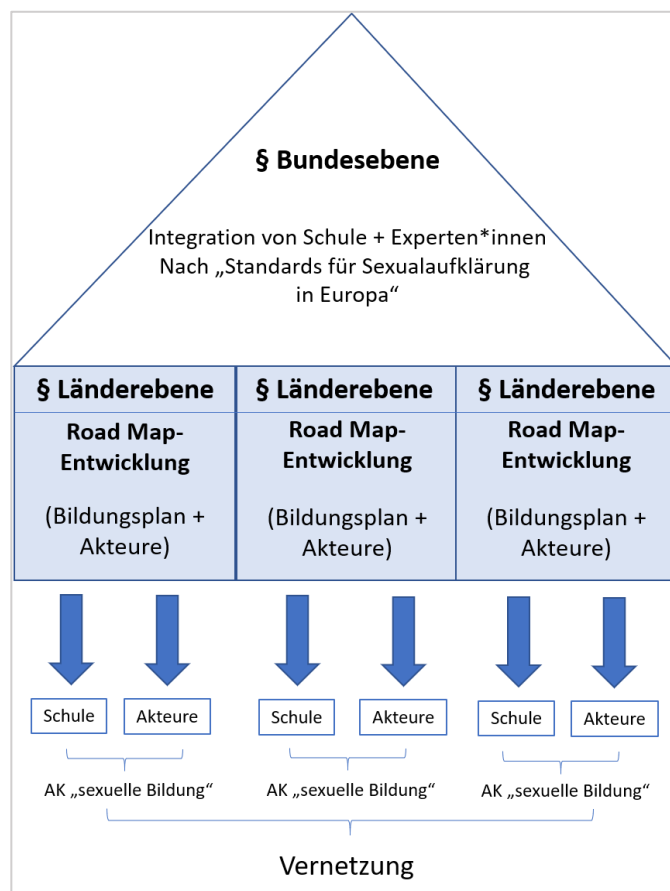 § Bundesebene
Integration von Schule + Experten*innen
Nach „Standards für Sexualaufklärung
in Europa“
§ Länderebene
Road Map-
Entwicklung
(Bildungsplan +
Akteure)
§ Länderebene
Road Map-
Entwicklung
(Bildungsplan +
Akteure)
§ Länderebene
Road Map-
Entwicklung
(Bildungsplan +
Akteure)
Schule
Akteure
Schule
Akteure
Schule
Akteure
AK „sexuelle Bildung“
AK „sexuelle Bildung“
AK „sexuelle Bildung“
Vernetzung